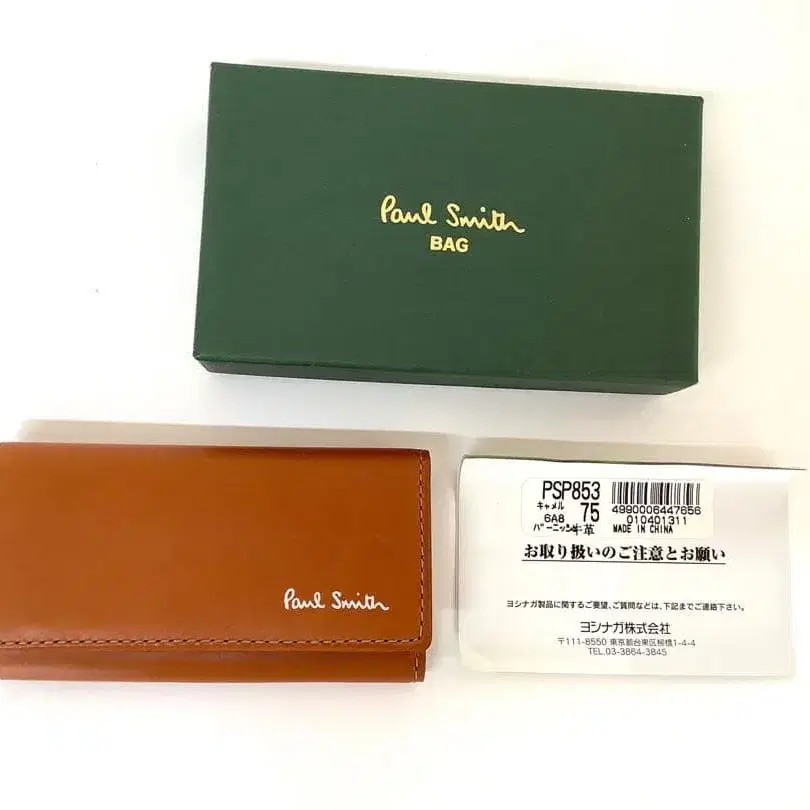 Paul Smith
BAG
Paul Smith
PSP853
キャメル 75
6A8
バーニッシュ牛革
4990006447656
010401311
MADE IN CHINA
お取り扱いのご注意とお願い
ヨシナガ製品に関するご要望、ご質問などは、下記までご連絡下さい。
ヨシナガ株式会社
〒111-8550 東京都台東区柳橋1-4-4
TEL.03-3864-3845